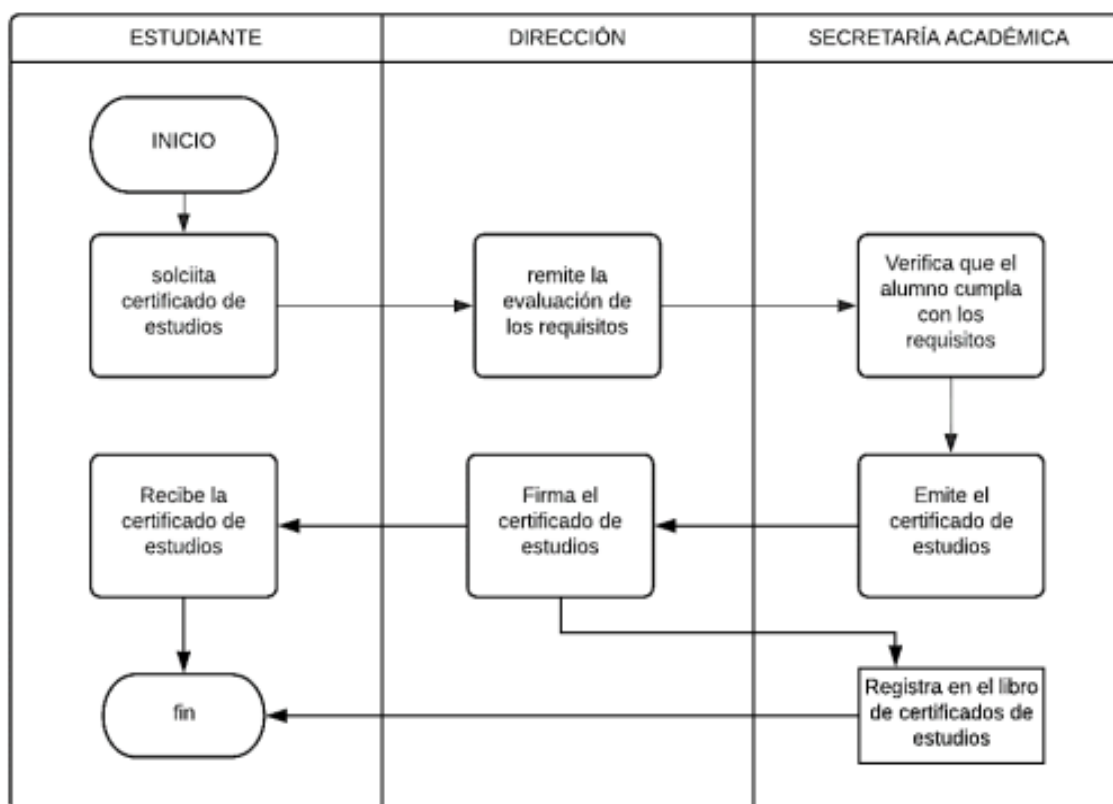 ESTUDIANTE
DIRECCIÓN
SECRETARÍA ACADÉMICA
INICIO
solciita
certificado de
estudios
remite la
evaluación de
los requisitos
Verifica que el
alumno cumpla
con los
requisitos
Recibe la
certificado de
estudios
Firma el
certificado de
estudios
Emite el
certificado de
estudios
fin
Registra en el libro
de certificados de
estudios